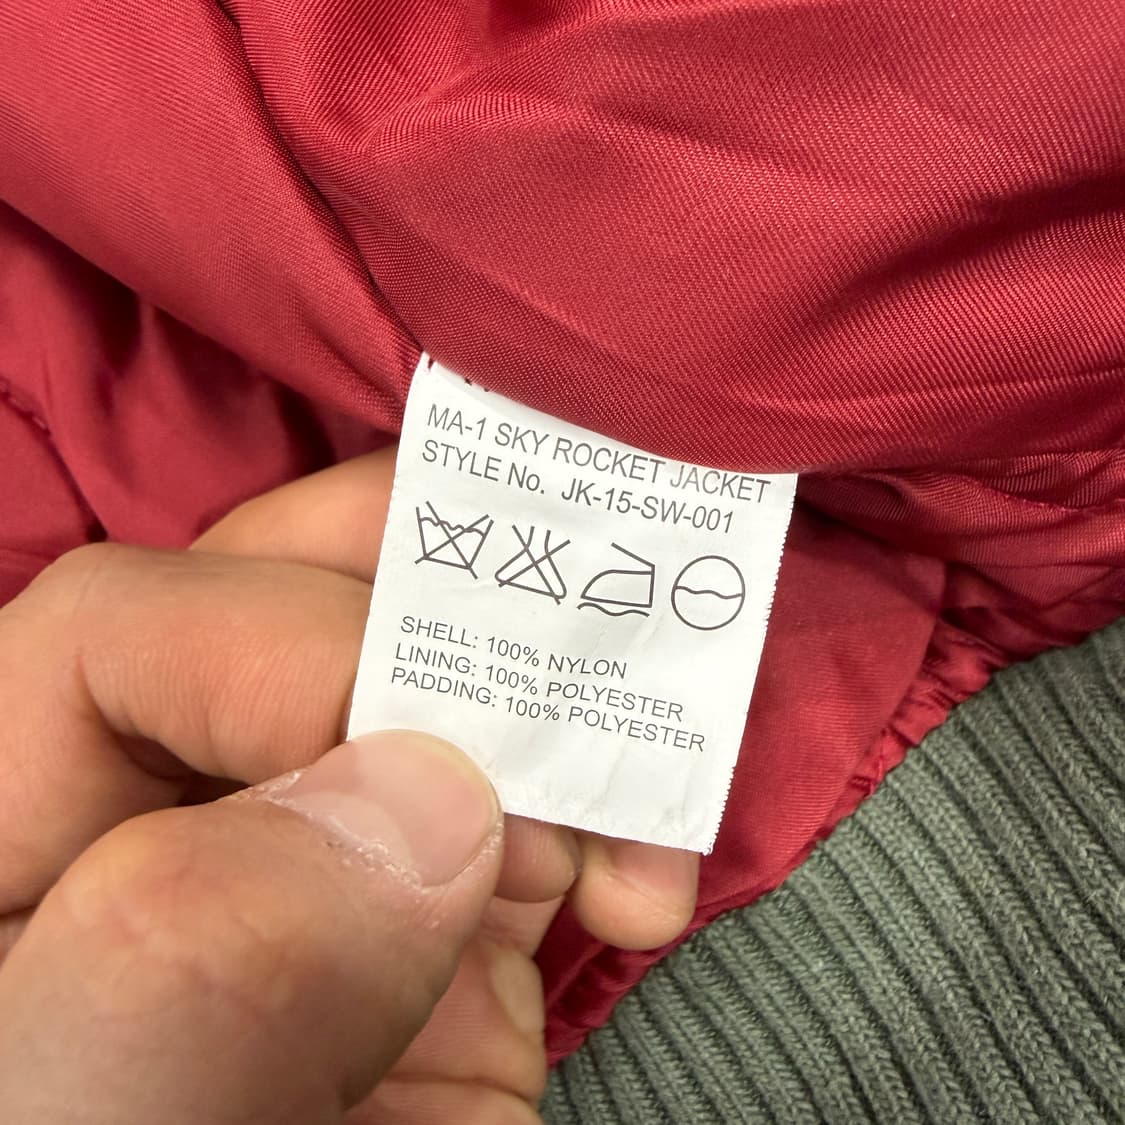 MA-1 SKY ROCKET JACKET
STYLE No. JK-15-SW-001
SHELL: 100% NYLON
LINING: 100% POLYESTER
PADDING: 100% POLYESTER